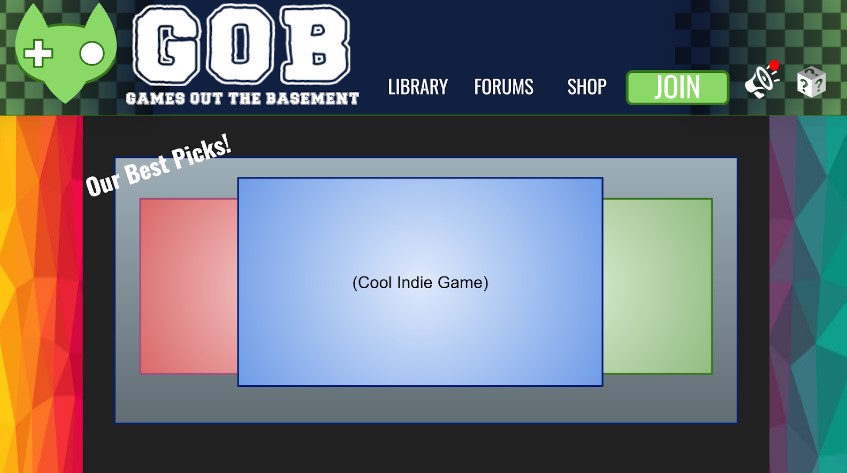 GOB
GAMES OUT THE BASEMENT
LIBRARY FORUMS SHOP JOIN
? ? ?
Our Best Picks!
(Cool Indie Game)